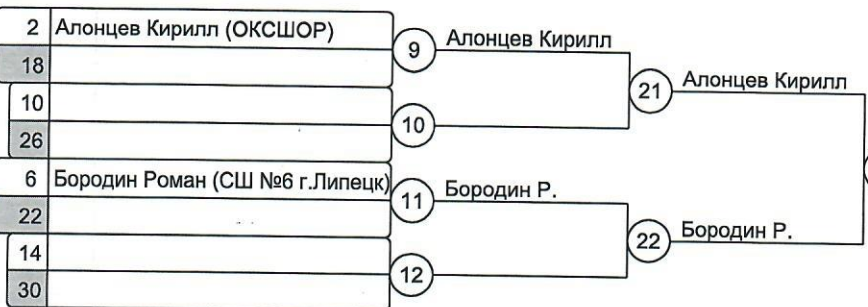 2 Алонцев Кирилл (ОКСШОР)
9 Алонцев Кирилл
18
21 Алонцев Кирилл
10
10
26
6 Бородин Роман (СШ №6 г.Липецк)
11 Бородин Р.
22
22 Бородин Р.
14
12
30